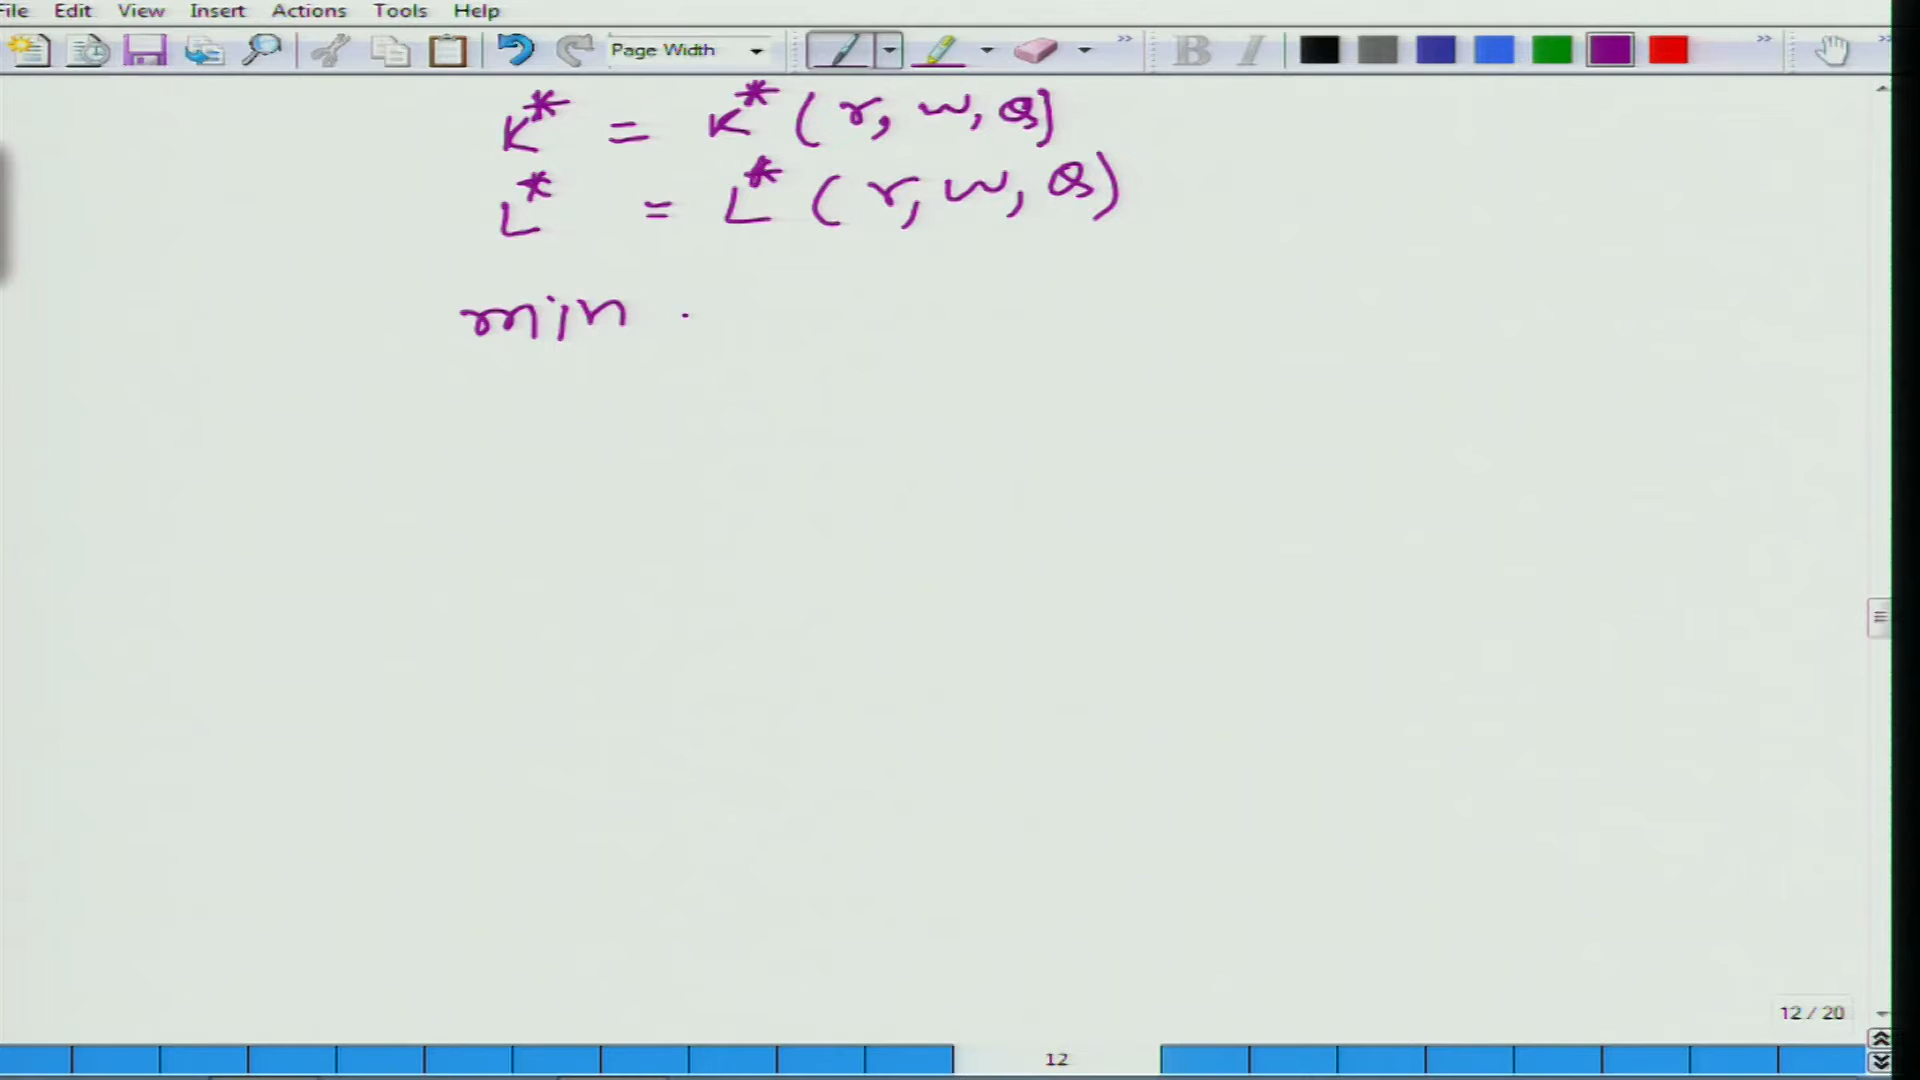 File Edit View Insert Actions Tools Help
Page Width
K* = K* ( r, w, Q)
L* = L* ( r, w, Q)
min .
12 / 20
12